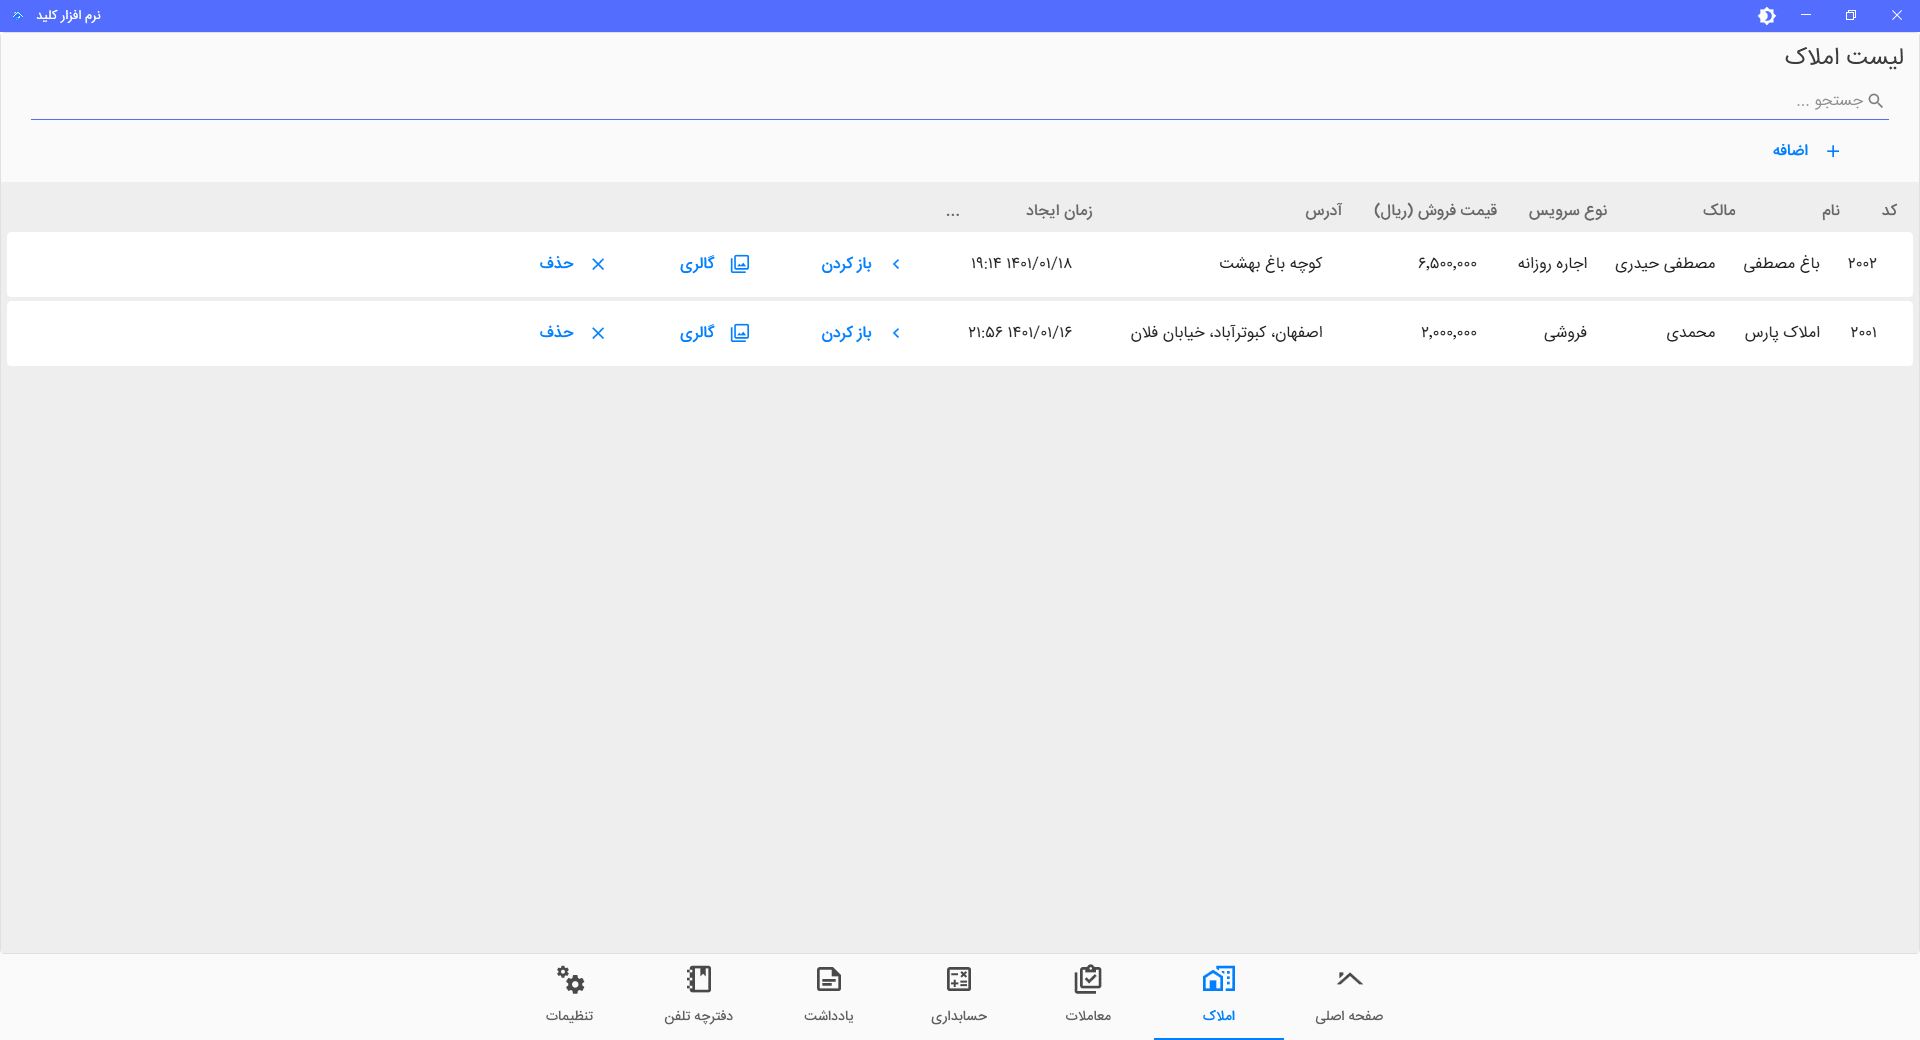 نرم افزار کلید
لیست املاک
جستجو ...
اضافه
کد نام مالک نوع سرویس قیمت فروش (ریال) آدرس زمان ایجاد ...
۲۰۰۲ باغ مصطفی مصطفی حیدری اجاره روزانه ۶,۵۰۰,۰۰۰ کوچه باغ بهشت ۱۴۰۱/۰۱/۱۸ ۱۹:۱۴ باز کردن گالری حذف
۲۰۰۱ املاک پارس محمدی فروشی ۲,۰۰۰,۰۰۰ اصفهان، کبوترآباد، خیابان فلان ۱۴۰۱/۰۱/۱۶ ۲۱:۵۶ باز کردن گالری حذف
صفحه اصلی املاک معاملات حسابداری یادداشت دفترچه تلفن تنظیمات